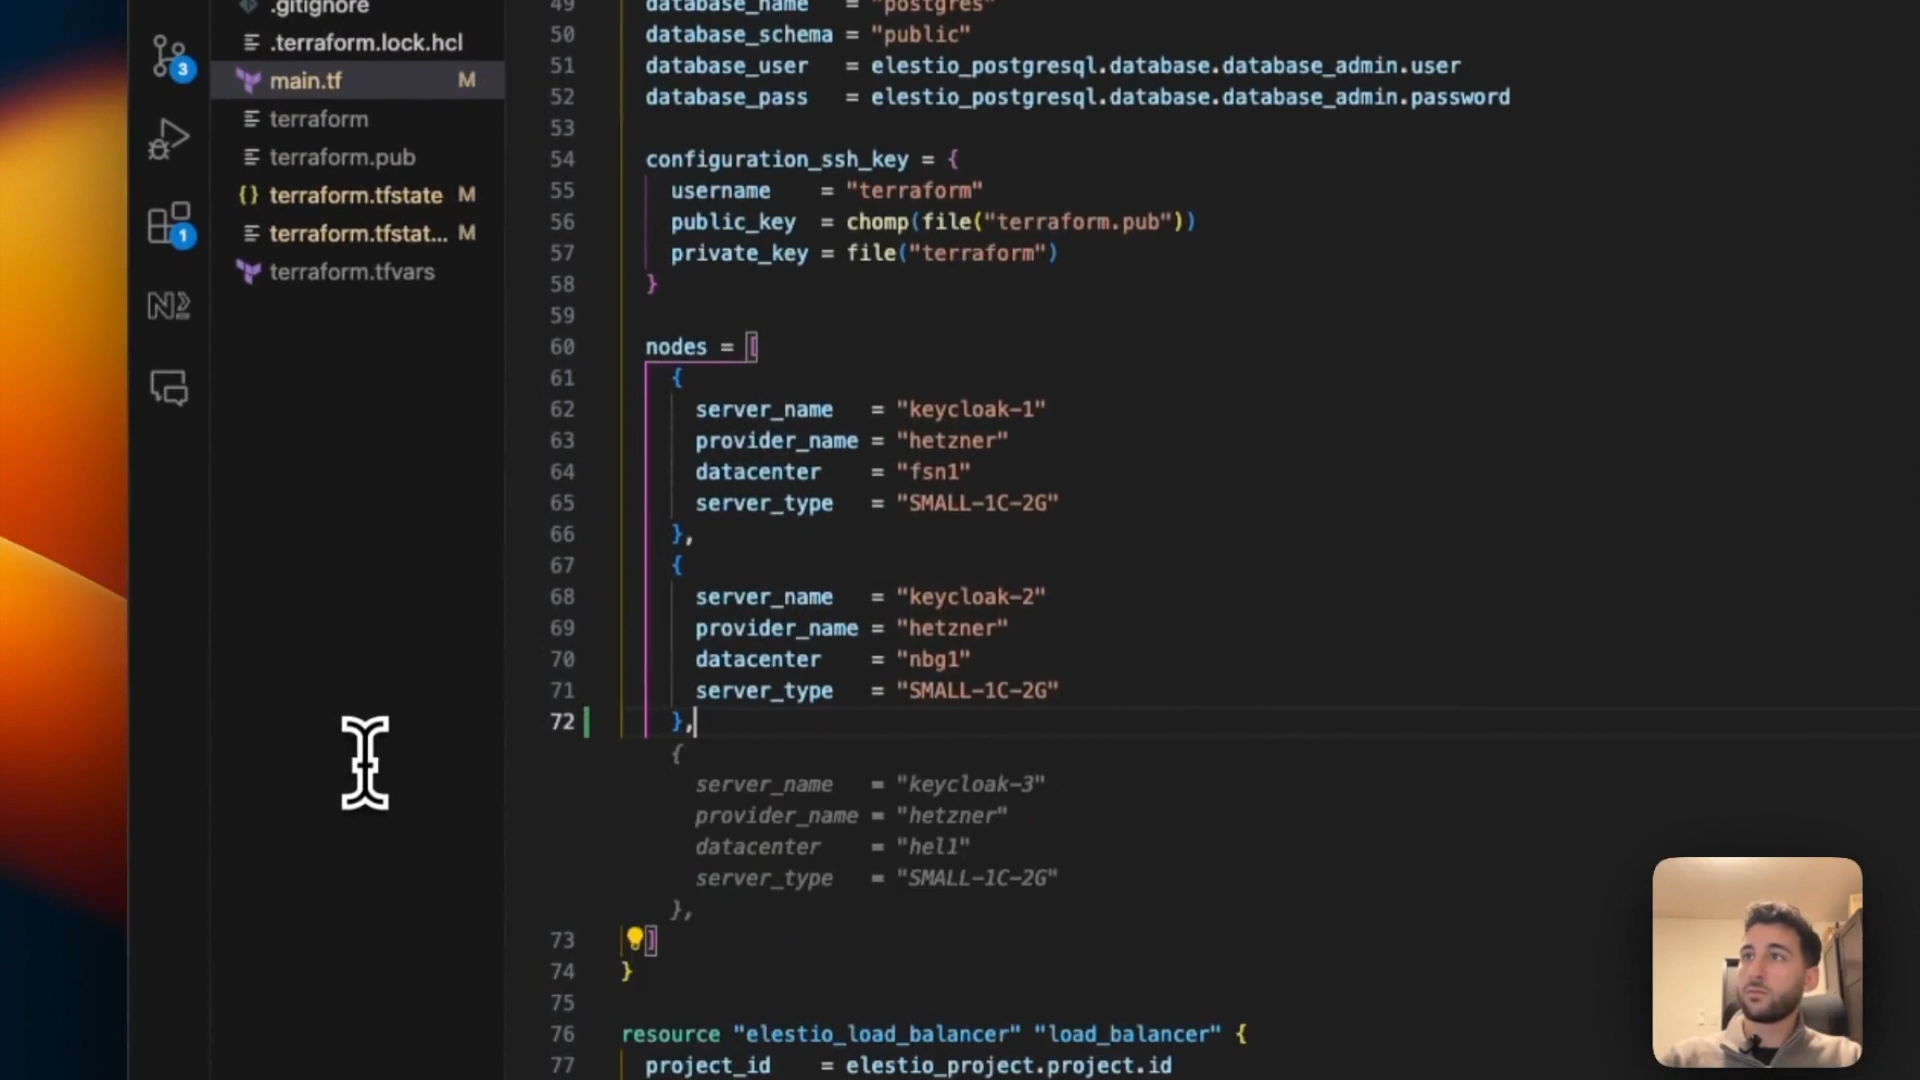 .gitignore
.terraform.lock.hcl
main.tf M
terraform
terraform.pub
{} terraform.tfstate M
terraform.tfstat... M
terraform.tfvars
3
1
49 database_name = "postgres"
50 database_schema = "public"
51 database_user = elestio_postgresql.database.database_admin.user
52 database_pass = elestio_postgresql.database.database_admin.password
53
54 configuration_ssh_key = {
55 username = "terraform"
56 public_key = chomp(file("terraform.pub"))
57 private_key = file("terraform")
58 }
59
60 nodes = [
61 {
62 server_name = "keycloak-1"
63 provider_name = "hetzner"
64 datacenter = "fsn1"
65 server_type = "SMALL-1C-2G"
66 },
67 {
68 server_name = "keycloak-2"
69 provider_name = "hetzner"
70 datacenter = "nbg1"
71 server_type = "SMALL-1C-2G"
72 },
{
server_name = "keycloak-3"
provider_name = "hetzner"
datacenter = "hel1"
server_type = "SMALL-1C-2G"
},
73 ]
74 }
75
76 resource "elestio_load_balancer" "load_balancer" {
77 project_id = elestio_project.project.id